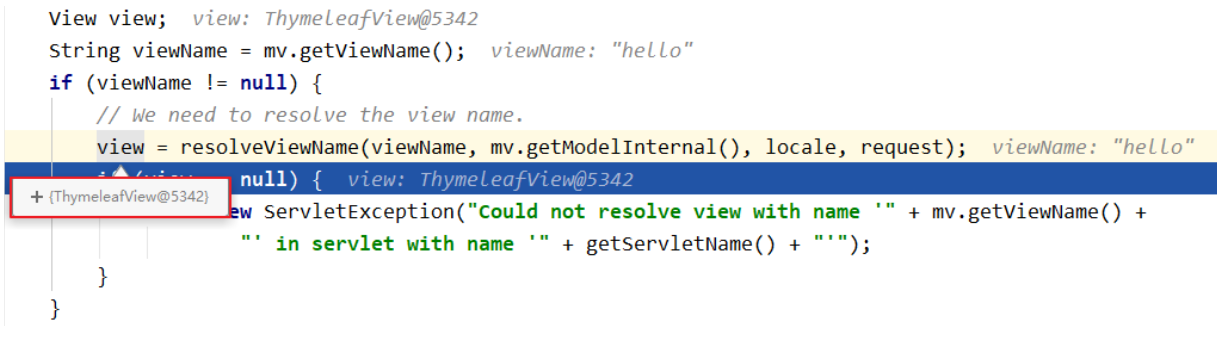 View view;  view: ThymeleafView@5342
String viewName = mv.getViewName();  viewName: "hello"
if (viewName != null) {
// We need to resolve the view name.
view = resolveViewName(viewName, mv.getModelInternal(), locale, request);  viewName: "hello"
null) {  view: ThymeleafView@5342
+ {ThymeleafView@5342}
ew ServletException("Could not resolve view with name '" + mv.getViewName() +
"' in servlet with name '" + getServletName() + "'");
}
}